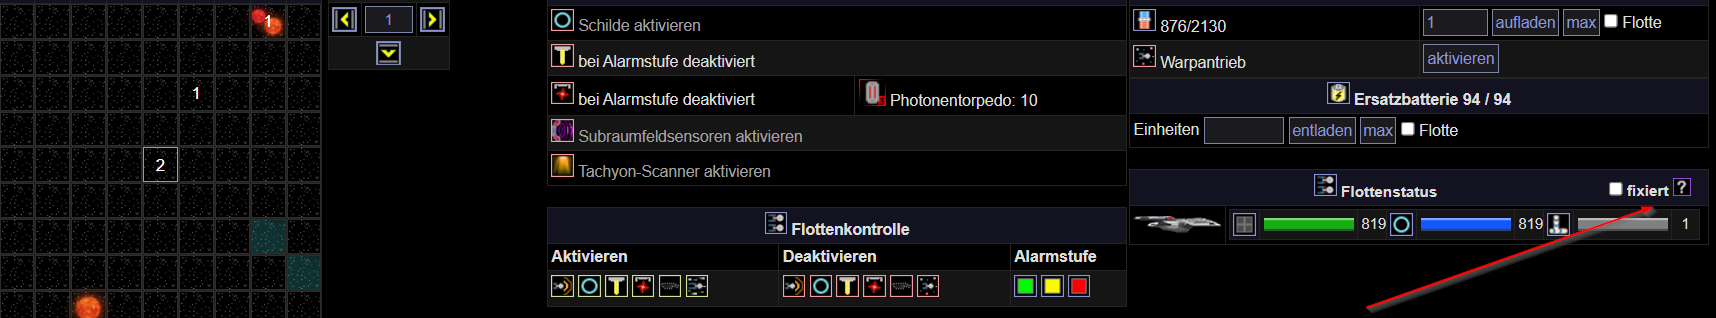 1
1
2
1
Schilde aktivieren
bei Alarmstufe deaktiviert
bei Alarmstufe deaktiviert
Photonentorpedo: 10
Subraumfeldsensoren aktivieren
Tachyon-Scanner aktivieren
Flottenkontrolle
Aktivieren Deaktivieren Alarmstufe
876/2130 1 aufladen max Flotte
Warpantrieb aktivieren
Ersatzbatterie 94 / 94
Einheiten entladen max Flotte
Flottenstatus fixiert ?
819 819 1